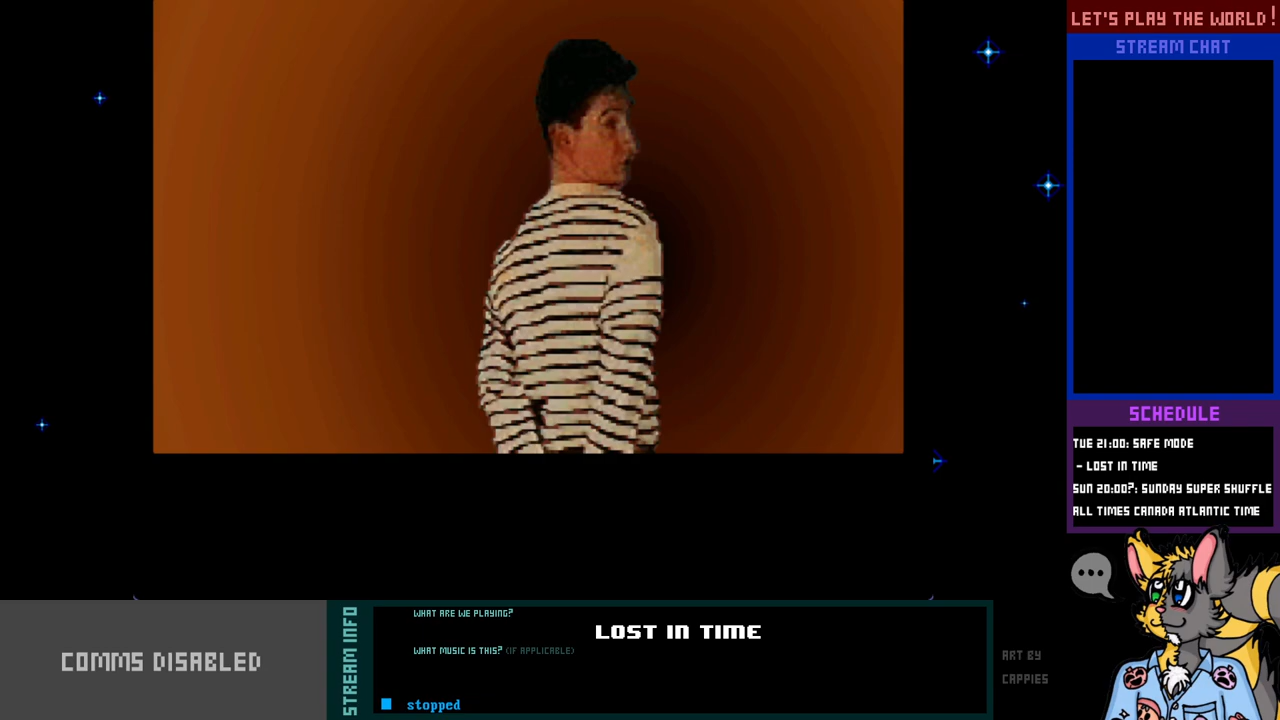 LET'S PLAY THE WORLD!
STREAM CHAT
SCHEDULE
TUE 21:00: SAFE MODE
- LOST IN TIME
SUN 20:00?: SUNDAY SUPER SHUFFLE
ALL TIMES CANADA ATLANTIC TIME
COMMS DISABLED
STREAM INFO
WHAT ARE WE PLAYING?
LOST IN TIME
WHAT MUSIC IS THIS? (IF APPLICABLE)
stopped
ART BY
CAPPIES